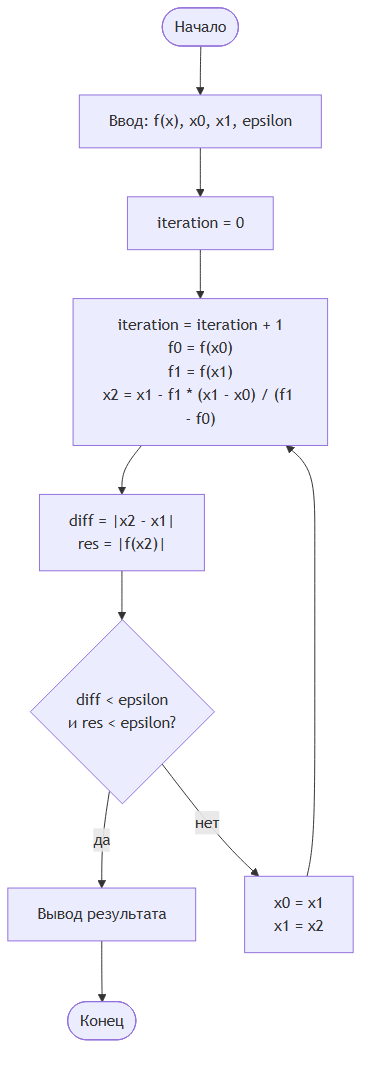 Начало
Ввод: f(x), x0, x1, epsilon
iteration = 0
iteration = iteration + 1
f0 = f(x0)
f1 = f(x1)
x2 = x1 - f1 * (x1 - x0) / (f1
- f0)
diff = |x2 - x1|
res = |f(x2)|
diff < epsilon
и res < epsilon?
да
нет
Вывод результата
x0 = x1
x1 = x2
Конец